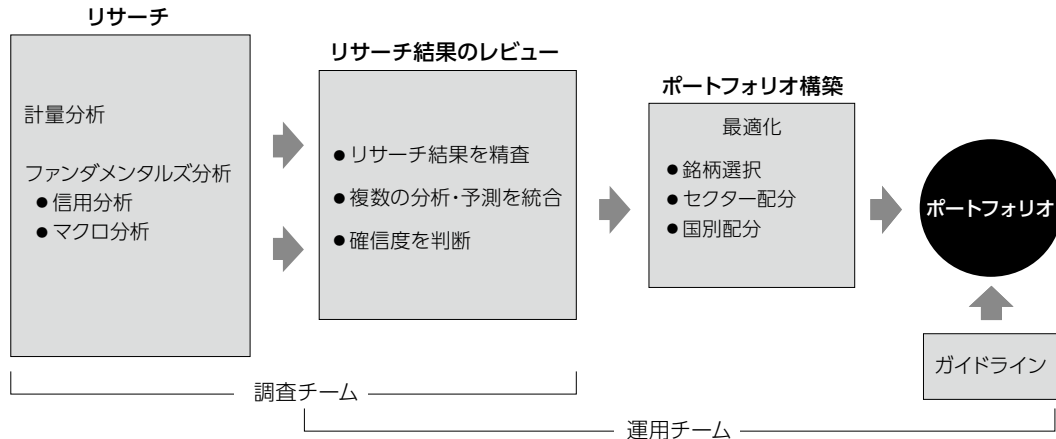 リサーチ
計量分析
ファンダメンタルズ分析
●信用分析
●マクロ分析
リサーチ結果のレビュー
●リサーチ結果を精査
●複数の分析・予測を統合
●確信度を判断
ポートフォリオ構築
最適化
●銘柄選択
●セクター配分
●国別配分
ポートフォリオ
ガイドライン
調査チーム
運用チーム